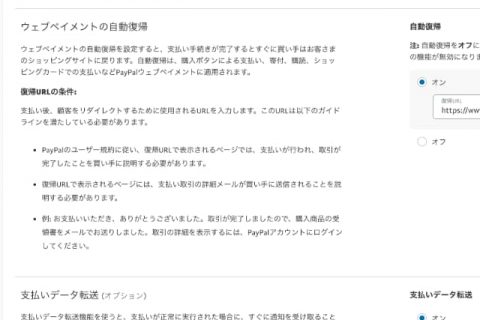 ウェブペイメントの自動復帰
ウェブペイメントの自動復帰を設定すると、支払い手続きが完了するとすぐに買い手はお客さま
のショッピングサイトに戻ります。自動復帰は、購入ボタンによる支払い、寄付、購読、ショッ
ピングカードでの支払いなどPayPalウェブペイメントに適用されます。
復帰URLの条件:
支払い後、顧客をリダイレクトするために使用されるURLを入力します。このURLは以下のガイド
ラインを満たしている必要があります。
• PayPalのユーザー規約に従い、復帰URLで表示されるページでは、支払いが行われ、取引が
完了したことを買い手に説明する必要があります。
• 復帰URLで表示されるページには、支払い取引の詳細メールが買い手に送信されることを説
明する必要があります。
• 例: お支払いいただき、ありがとうございました。取引が完了しましたので、購入商品の受
領書をメールでお送りしました。取引の詳細を表示するには、PayPalアカウントにログイン
してください。
自動復帰
注: 自動復帰をオフに
の機能が無効になりま
オン
復帰URL
https://ww
オフ
支払いデータ転送 (オプション)
支払いデータ転送機能を使うと、支払いが正常に実行された場合に、すぐに通知を受け取ること
支払いデータ転送
オン